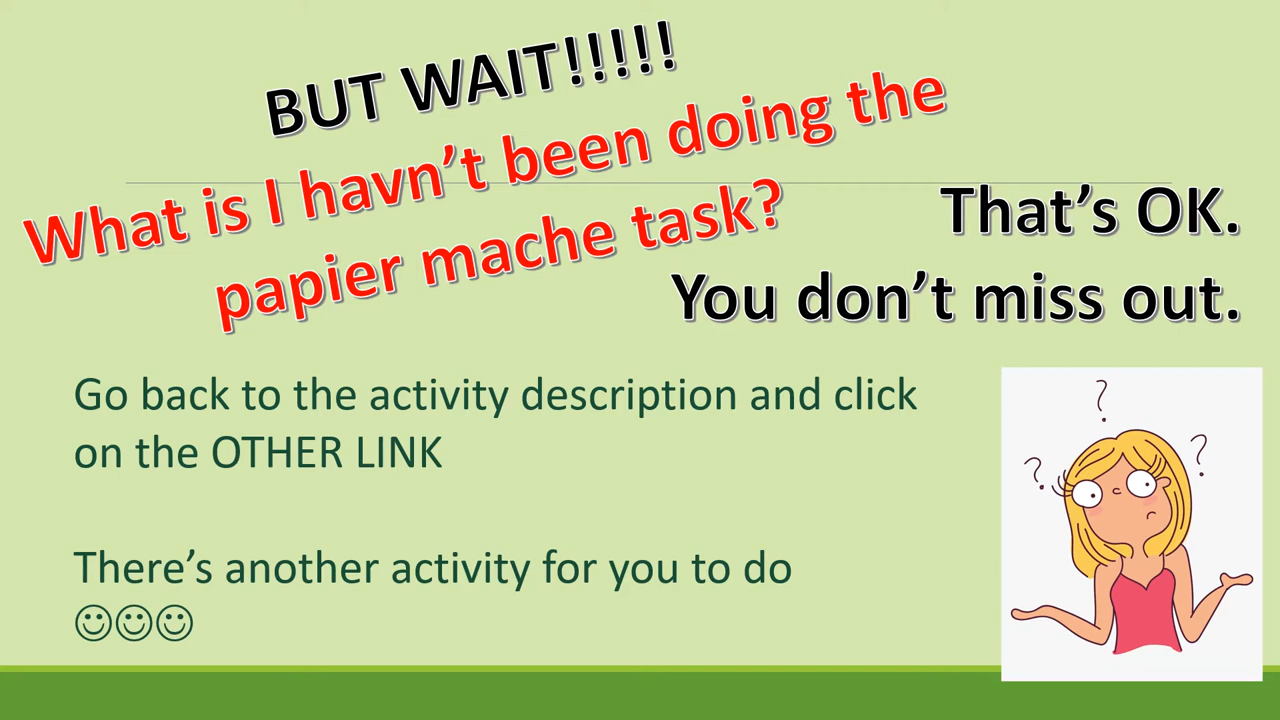 BUT WAIT!!!!!
What is I havn’t been doing the
papier mache task?
That’s OK.
You don’t miss out.
Go back to the activity description and click
on the OTHER LINK
There’s another activity for you to do
☺☺☺
? ? ?